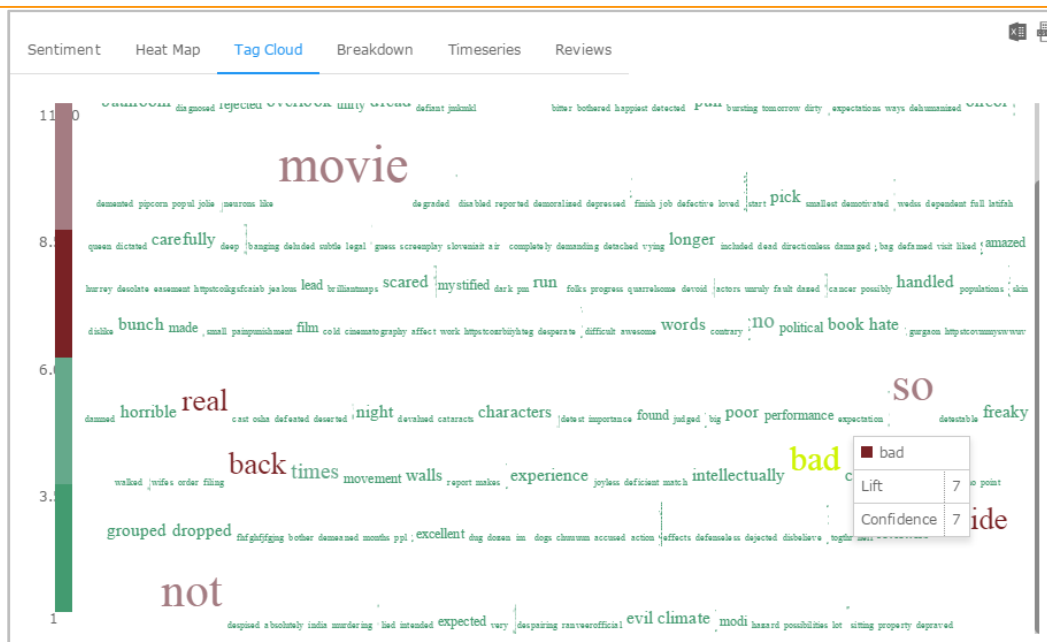 Sentiment Heat Map Tag Cloud Breakdown Timeseries Reviews
diagnosed rejected overlook thirty dread defiant jmkmkl bitter bothered happiest detected pull bursting tomorrow dirty expectations ways dehumanized
movie
demented pipcorn popul jolie neurons like degraded disabled reported demoralized depressed finish job defective loved start pick smallest demotivated wedss dependent full latifah
8.
queen dictated carefully deep banging deluded subtle legal guess screenplay sloveniait air completely demanding detached vying longer included dead directionless damaged bag defamed visit liked amazed
hurrey desolate easement jealous lead brilliantmaps scared mystified dark pm run folks progress quarrelsome devoid actors unruly fault dazed cancer possibly handled populations skin
dislike bunch made small painpunishment film cold cinematography affect work desperate difficult awesome words contrary no political book hate gurgaon
6.
so
damned horrible real cast osha defeated deserted night devalued cataracts characters detest importance found judged big poor performance expectation detestable freaky
walked wifes order filing back times movement walls report makes experience joyless deficient match intellectually bad no point
bad
Lift 7
Confidence 7
3.
grouped dropped bother demeaned months ppl excellent dug dozen im dogs accused action effects defenseless dejected disbelieve ide
not
1
despised absolutely india murdering lied intended expected very despairing ranveerofficial evil climate modi hazard possibilities lot sitting property depraved